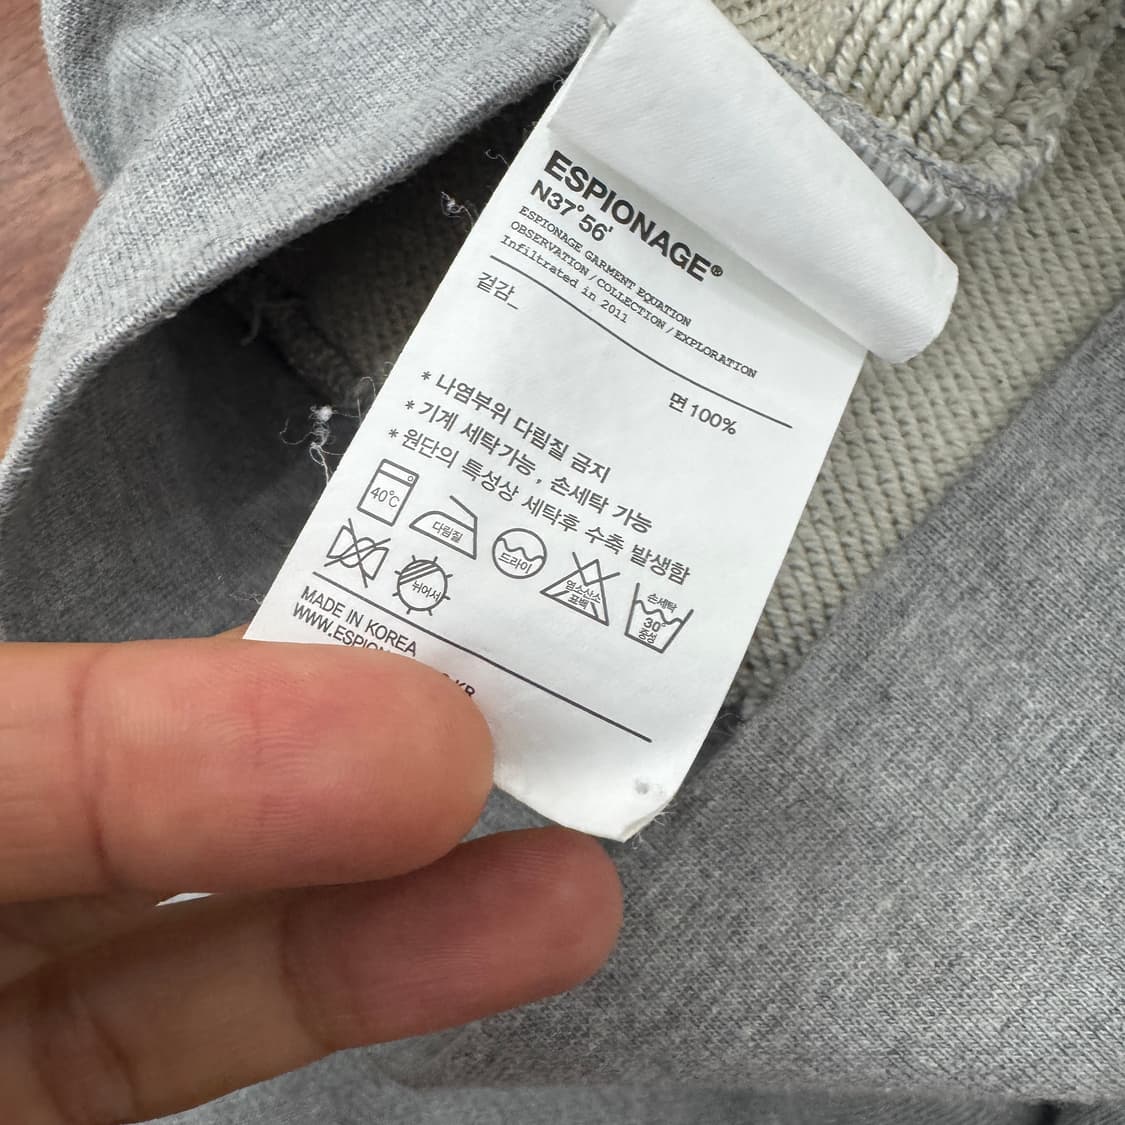 ESPIONAGE®
N37°56'
ESPIONAGE GARMENT EQUATION
OBSERVATION / COLLECTION / EXPLORATION
Infiltrated in 2011
겉감_
면 100%
* 나염부위 다림질 금지
* 기계 세탁가능, 손세탁 가능
* 원단의 특성상 세탁후 수축 발생함
40℃
다림질
드라이
염소산소
표백
손세탁
30°
중성
뉘어서
MADE IN KOREA